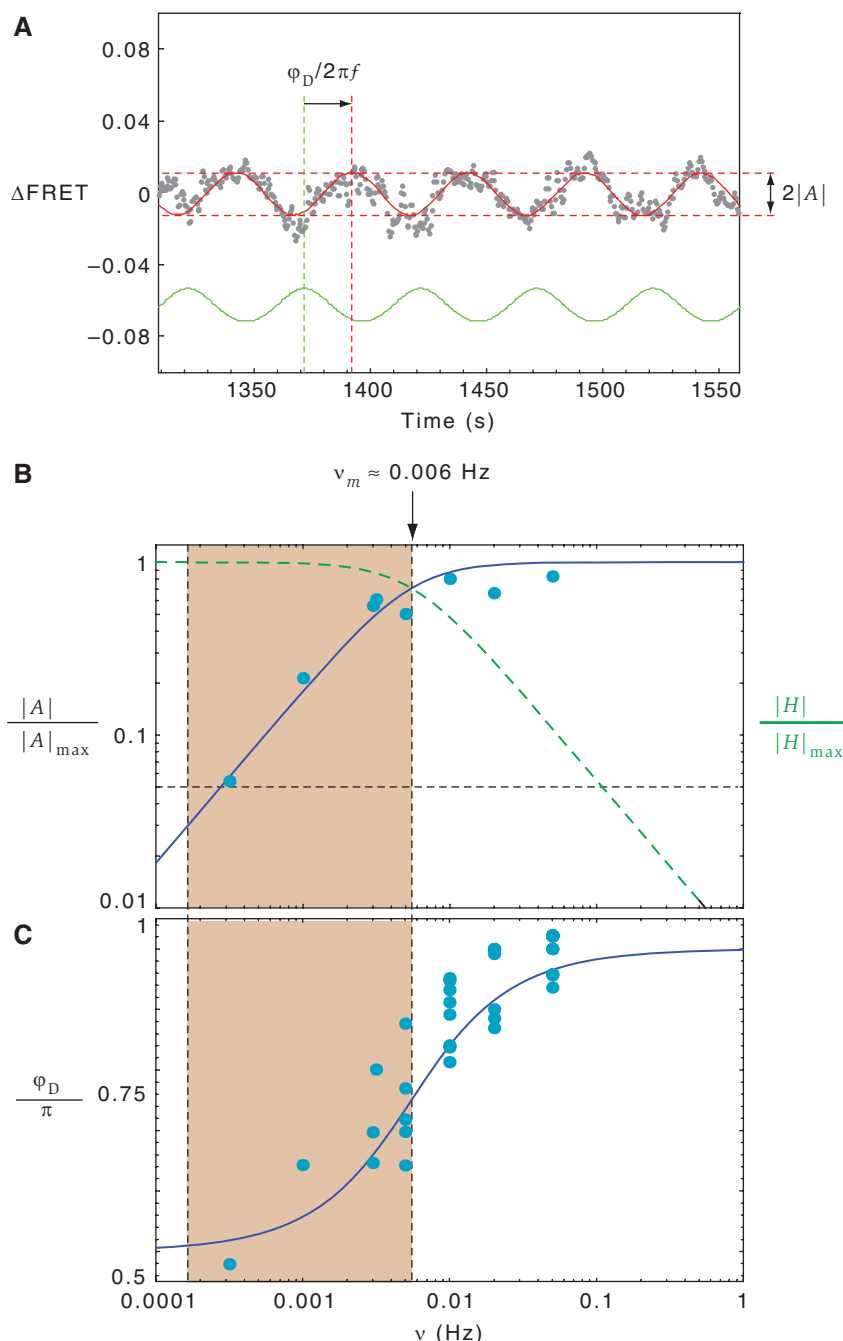 A
0.08
φD/2πf
0.04
ΔFRET
0
2|A|
−0.04
−0.08
1350
1400
1450
1500
1550
Time (s)
B
νm ≈ 0.006 Hz
1
|A|
|A|max
0.1
|H|
|H|max
0.01
C
1
φD
π
0.75
0.5
0.0001
0.001
0.01
0.1
1
ν (Hz)